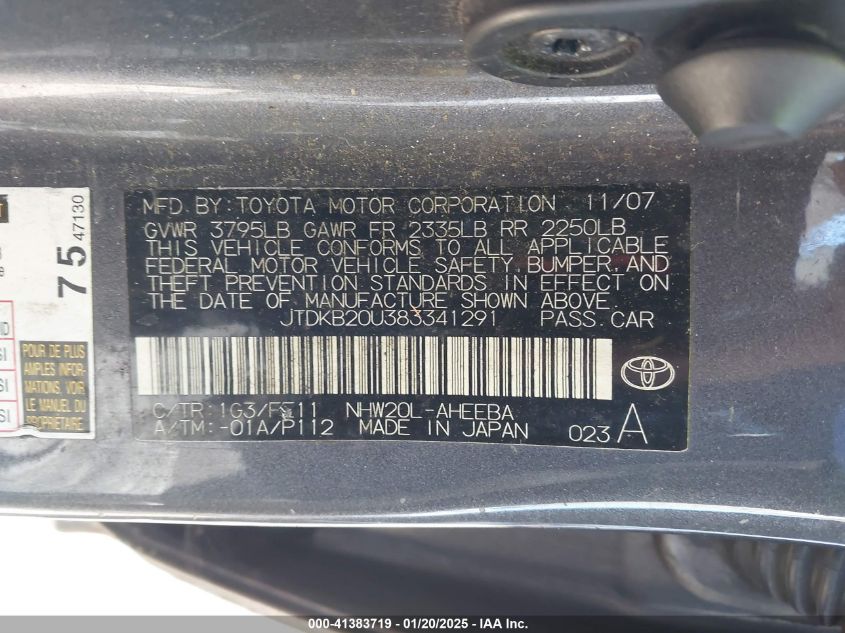 75 47130
POUR DE PLUS
AMPLES INFOR-
MATIONS, VOIR
LE MANUEL DU
PROPRIÉTAIRE
MFD. BY: TOYOTA MOTOR CORPORATION 11/07
GVWR 3795LB GAWR FR 2335LB RR 2250LB
THIS VEHICLE CONFORMS TO ALL APPLICABLE
FEDERAL MOTOR VEHICLE SAFETY, BUMPER, AND
THEFT PREVENTION STANDARDS IN EFFECT ON
THE DATE OF MANUFACTURE SHOWN ABOVE.
JTDKB20U383341291 PASS.CAR
C/TR:1G3/FS11 NHW20L-AHEEBA
A/TM:-01A/P112 MADE IN JAPAN 023 A
000-41383719 - 01/20/2025 - IAA Inc.